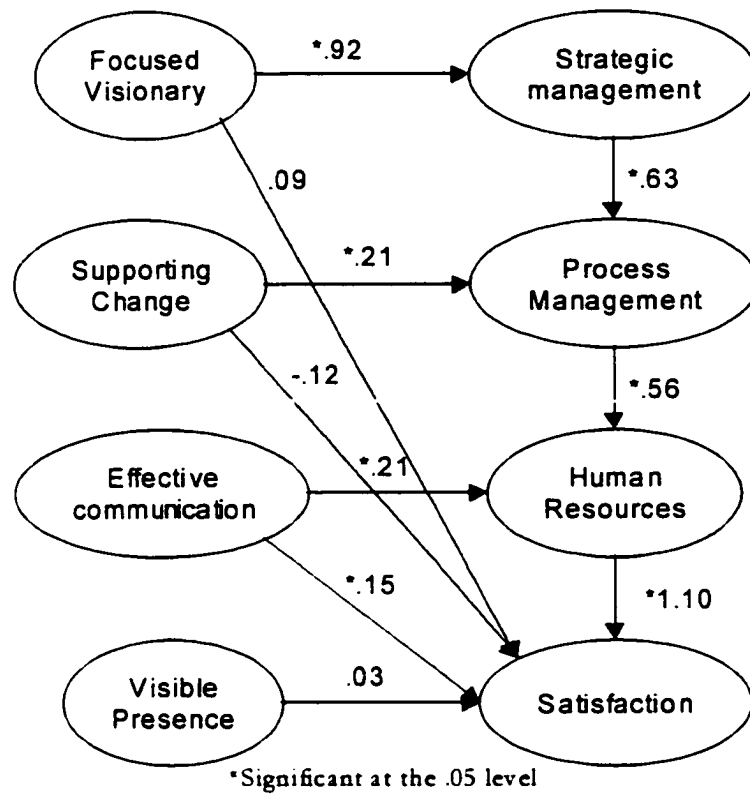 Focused
Visionary
*.92
Strategic
management
.09
*.63
Supporting
Change
*.21
Process
Management
-.12
*.56
Effective
communication
*.21
Human
Resources
*.15
*1.10
Visible
Presence
.03
Satisfaction
*Significant at the .05 level